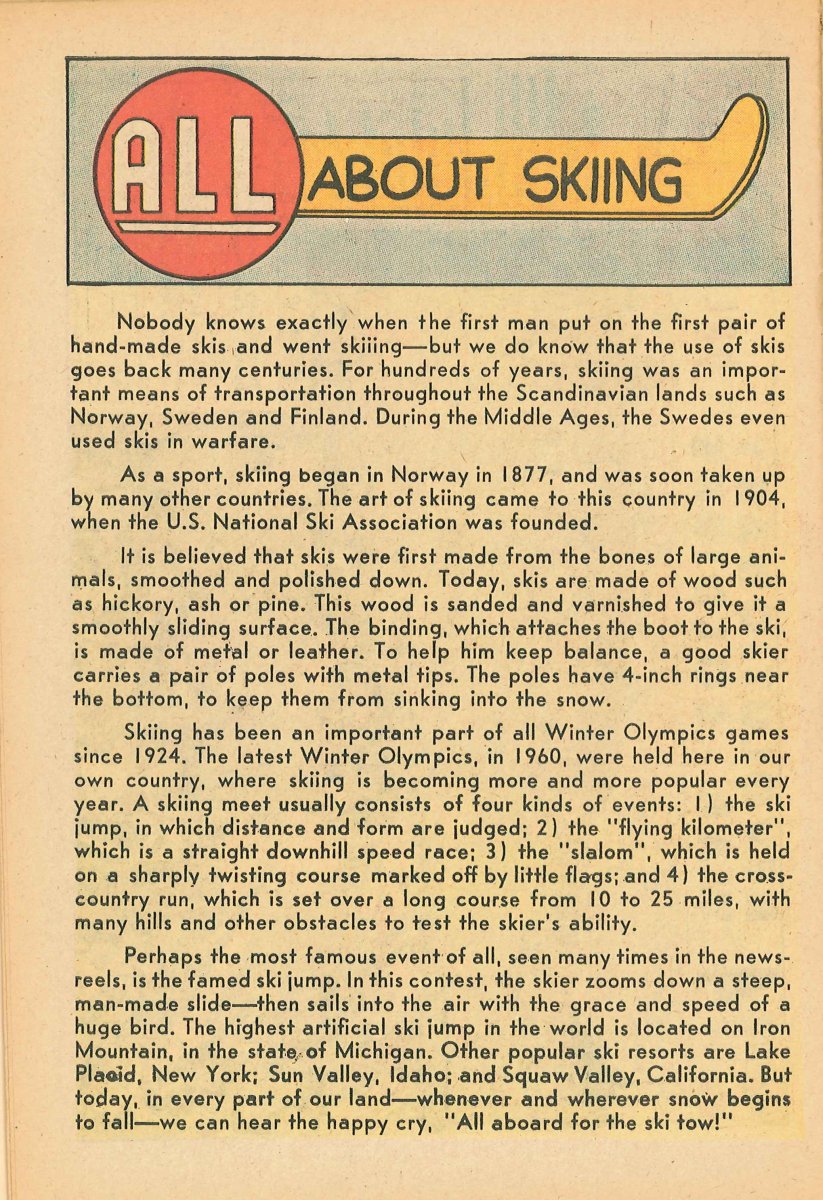 ALL ABOUT SKIING
Nobody knows exactly when the first man put on the first pair of
hand-made skis and went skiiing—but we do know that the use of skis
goes back many centuries. For hundreds of years, skiing was an impor-
tant means of transportation throughout the Scandinavian lands such as
Norway, Sweden and Finland. During the Middle Ages, the Swedes even
used skis in warfare.
As a sport, skiing began in Norway in 1877, and was soon taken up
by many other countries. The art of skiing came to this country in 1904,
when the U.S. National Ski Association was founded.
It is believed that skis were first made from the bones of large ani-
mals, smoothed and polished down. Today, skis are made of wood such
as hickory, ash or pine. This wood is sanded and varnished to give it a
smoothly sliding surface. The binding, which attaches the boot to the ski,
is made of metal or leather. To help him keep balance, a good skier
carries a pair of poles with metal tips. The poles have 4-inch rings near
the bottom, to keep them from sinking into the snow.
Skiing has been an important part of all Winter Olympics games
since 1924. The latest Winter Olympics, in 1960, were held here in our
own country, where skiing is becoming more and more popular every
year. A skiing meet usually consists of four kinds of events: 1) the ski
jump, in which distance and form are judged; 2) the "flying kilometer",
which is a straight downhill speed race; 3) the "slalom", which is held
on a sharply twisting course marked off by little flags; and 4) the cross-
country run, which is set over a long course from 10 to 25 miles, with
many hills and other obstacles to test the skier's ability.
Perhaps the most famous event of all, seen many times in the news-
reels, is the famed ski jump. In this contest, the skier zooms down a steep,
man-made slide—then sails into the air with the grace and speed of a
huge bird. The highest artificial ski jump in the world is located on Iron
Mountain, in the state of Michigan. Other popular ski resorts are Lake
Placid, New York; Sun Valley, Idaho; and Squaw Valley, California. But
today, in every part of our land—whenever and wherever snow begins
to fall—we can hear the happy cry, "All aboard for the ski tow!"